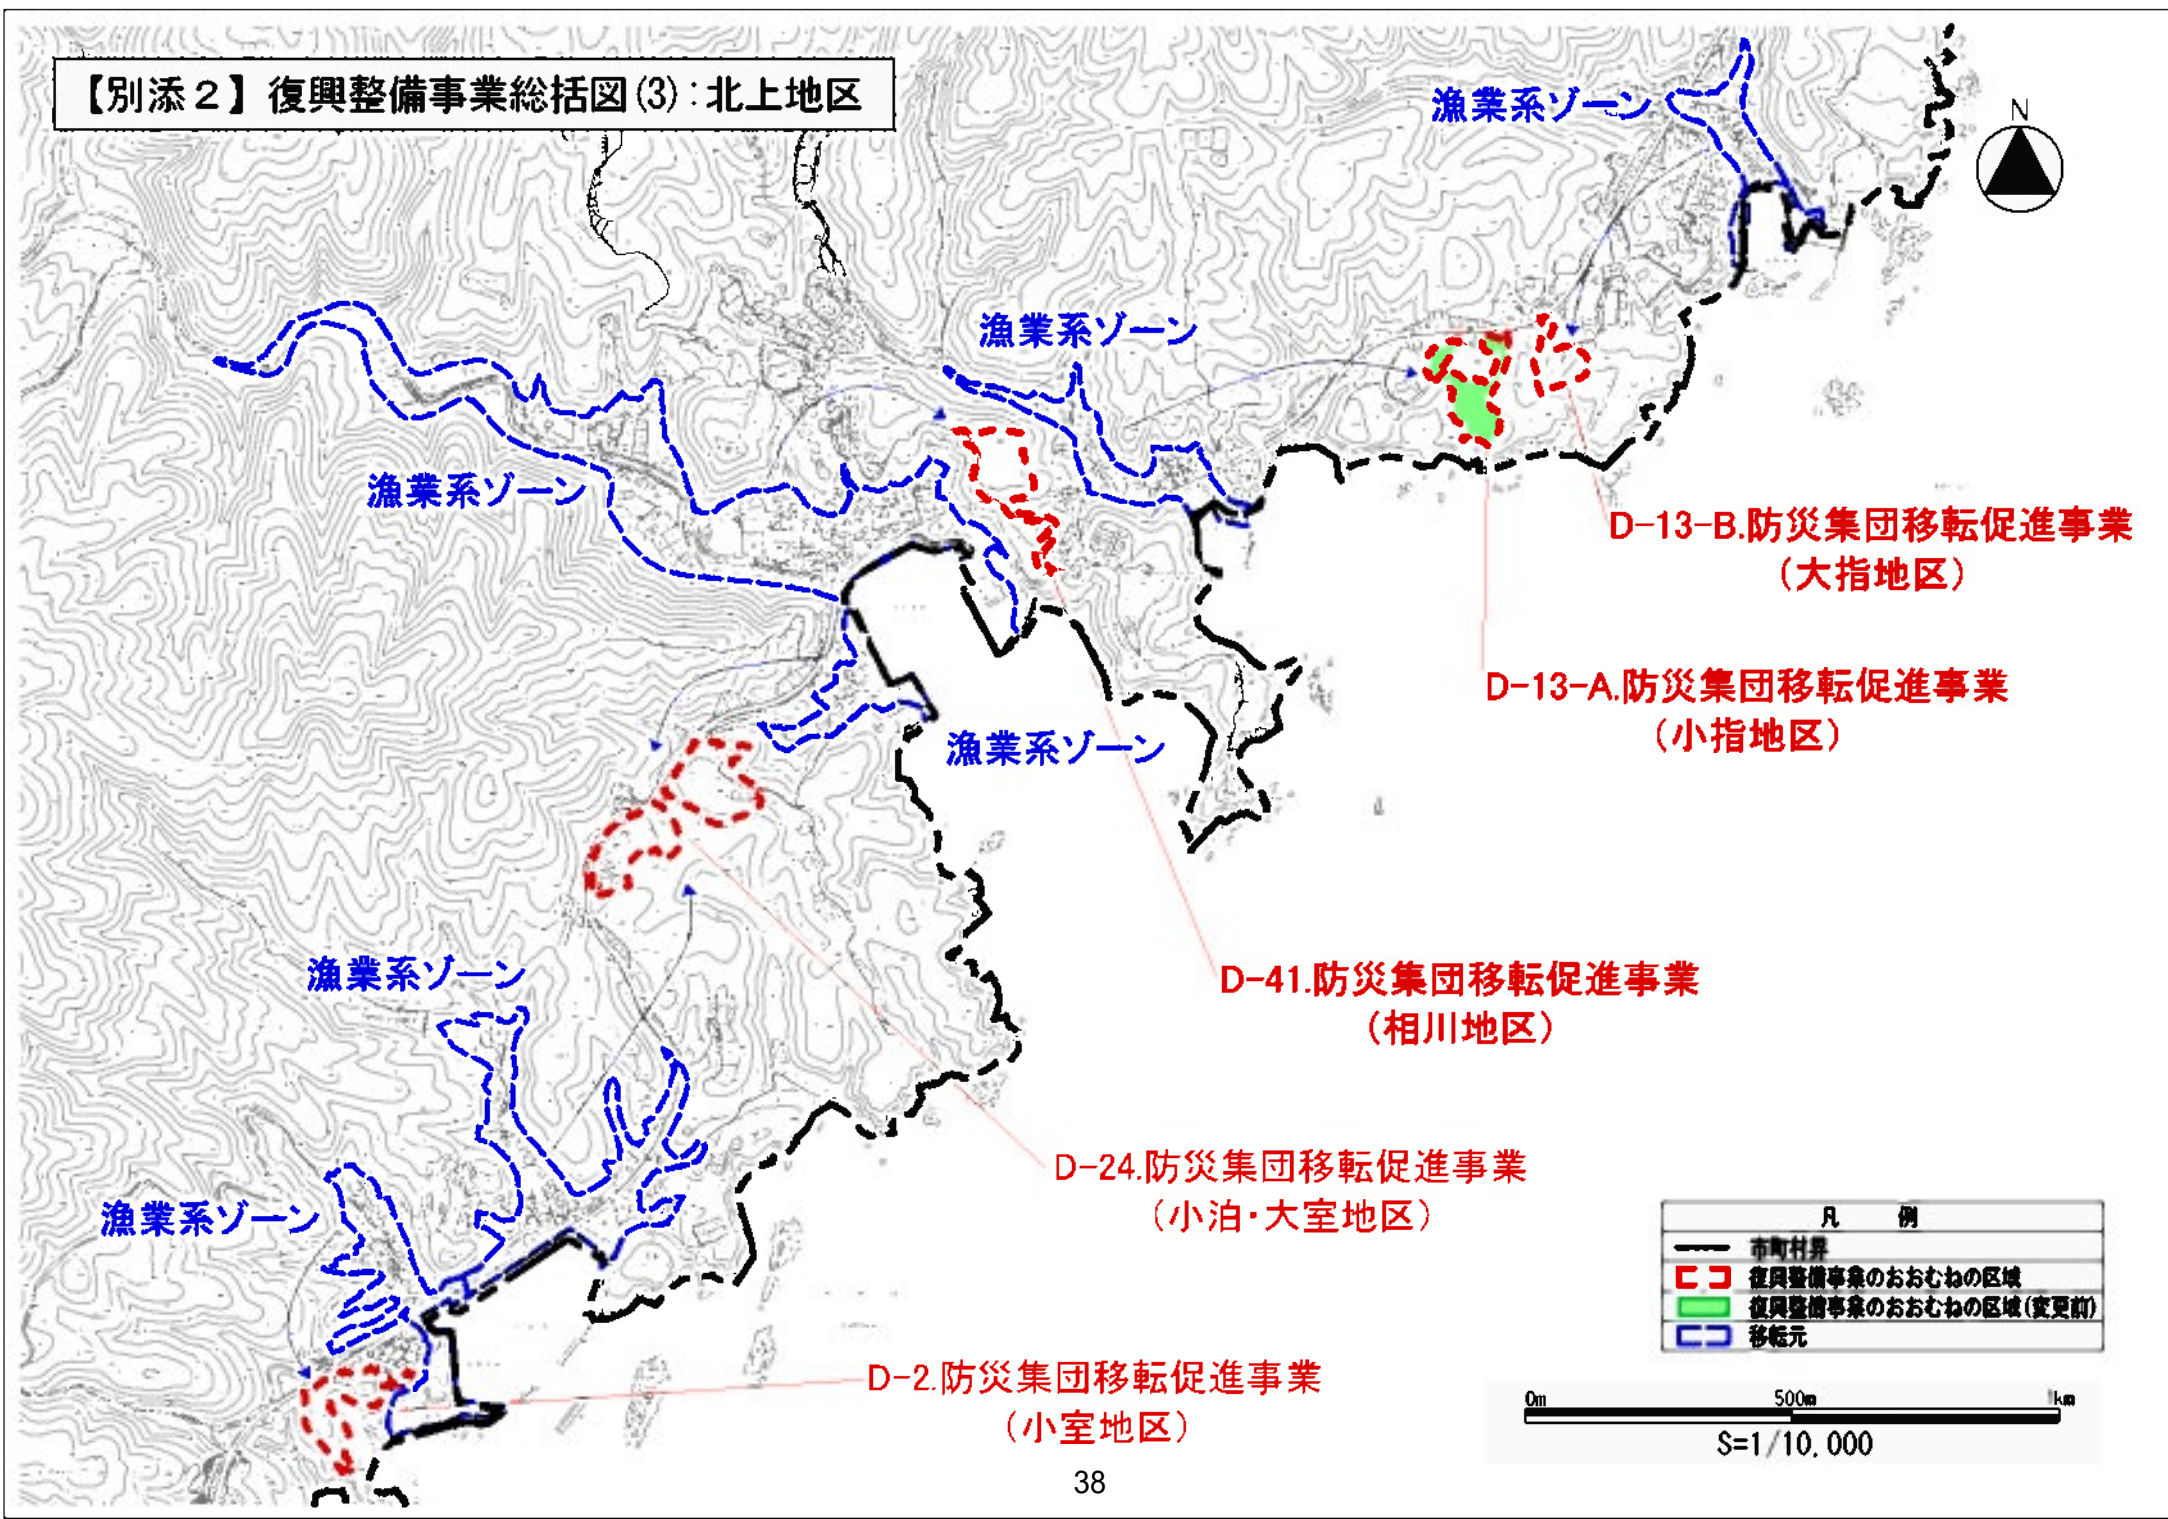 【別添２】復興整備事業総括図(3)：北上地区
漁業系ゾーン
N
漁業系ゾーン
漁業系ゾーン
D-13-B.防災集団移転促進事業
（大指地区）
D-13-A.防災集団移転促進事業
（小指地区）
漁業系ゾーン
漁業系ゾーン
D-41.防災集団移転促進事業
（相川地区）
D-24.防災集団移転促進事業
（小泊・大室地区）
漁業系ゾーン
凡　例
市町村界
復興整備事業のおおむねの区域
復興整備事業のおおむねの区域(変更前)
移転元
D-2.防災集団移転促進事業
（小室地区）
0m 500m 1km
S=1/10,000
38